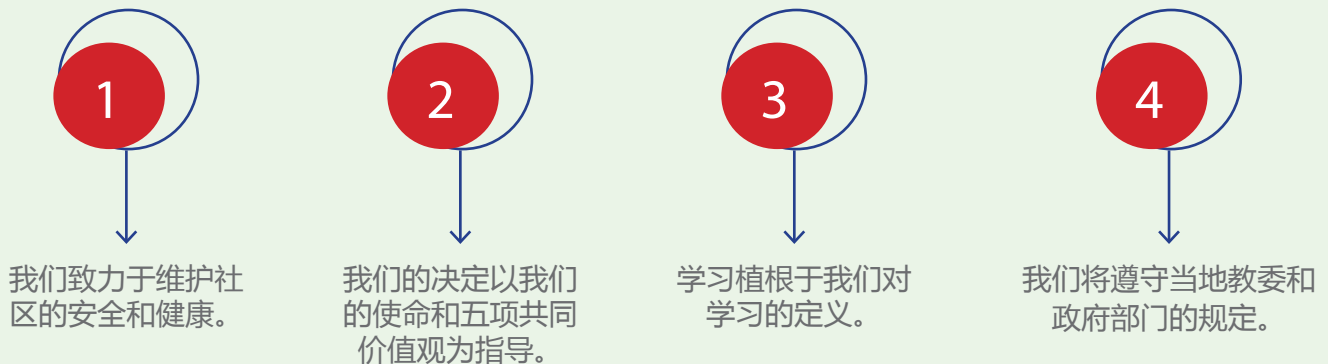 1
我们致力于维护社
区的安全和健康。
2
我们的决定以我们
的使命和五项共同
价值观为指导。
3
学习植根于我们对
学习的定义。
4
我们将遵守当地教委和
政府部门的规定。